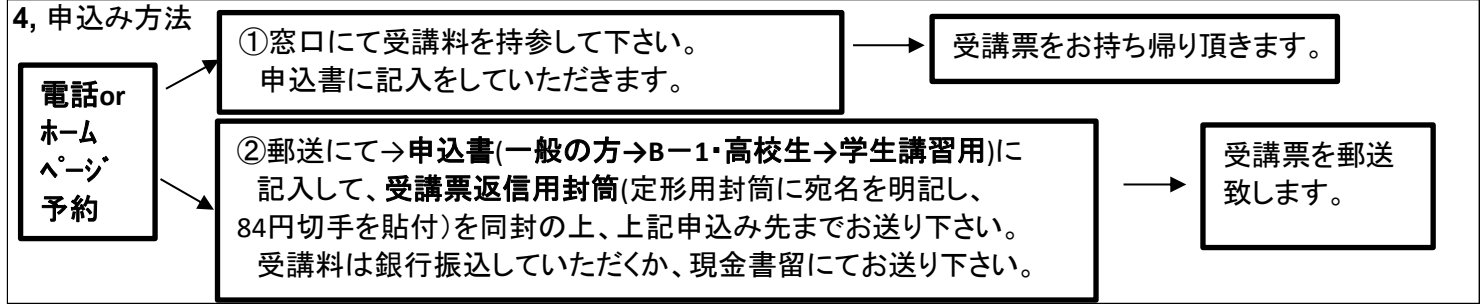 4, 申込み方法
電話or
ﾎｰﾑ
ﾍﾟｰｼﾞ
予約
①窓口にて受講料を持参して下さい。
申込書に記入をしていただきます。
受講票をお持ち帰り頂きます。
②郵送にて→申込書(一般の方→B－1･高校生→学生講習用)に
記入して、受講票返信用封筒(定形用封筒に宛名を明記し、
84円切手を貼付）を同封の上、上記申込み先までお送り下さい。
受講料は銀行振込していただくか、現金書留にてお送り下さい。
受講票を郵送
致します。